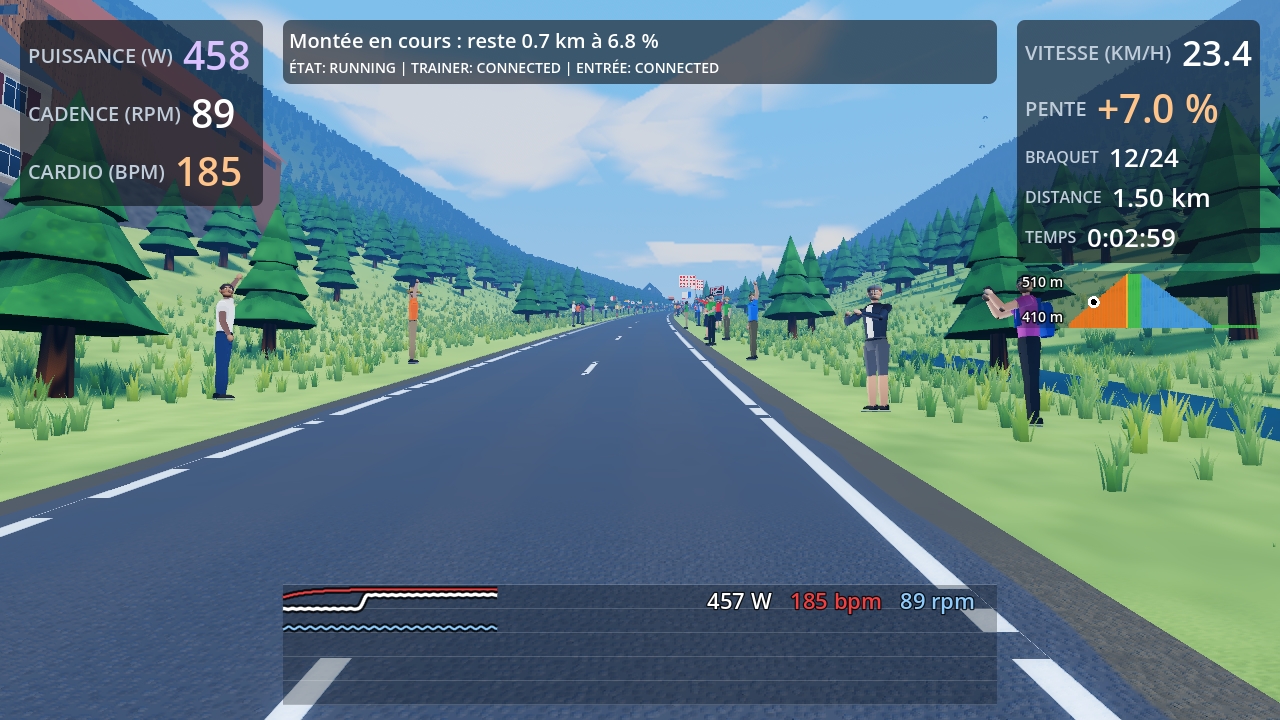 PUISSANCE (W) 458
CADENCE (RPM) 89
CARDIO (BPM) 185
Montée en cours : reste 0.7 km à 6.8 %
ÉTAT: RUNNING | TRAINER: CONNECTED | ENTRÉE: CONNECTED
VITESSE (KM/H) 23.4
PENTE +7.0 %
BRAQUET 12/24
DISTANCE 1.50 km
TEMPS 0:02:59
510 m
410 m
457 W 185 bpm 89 rpm